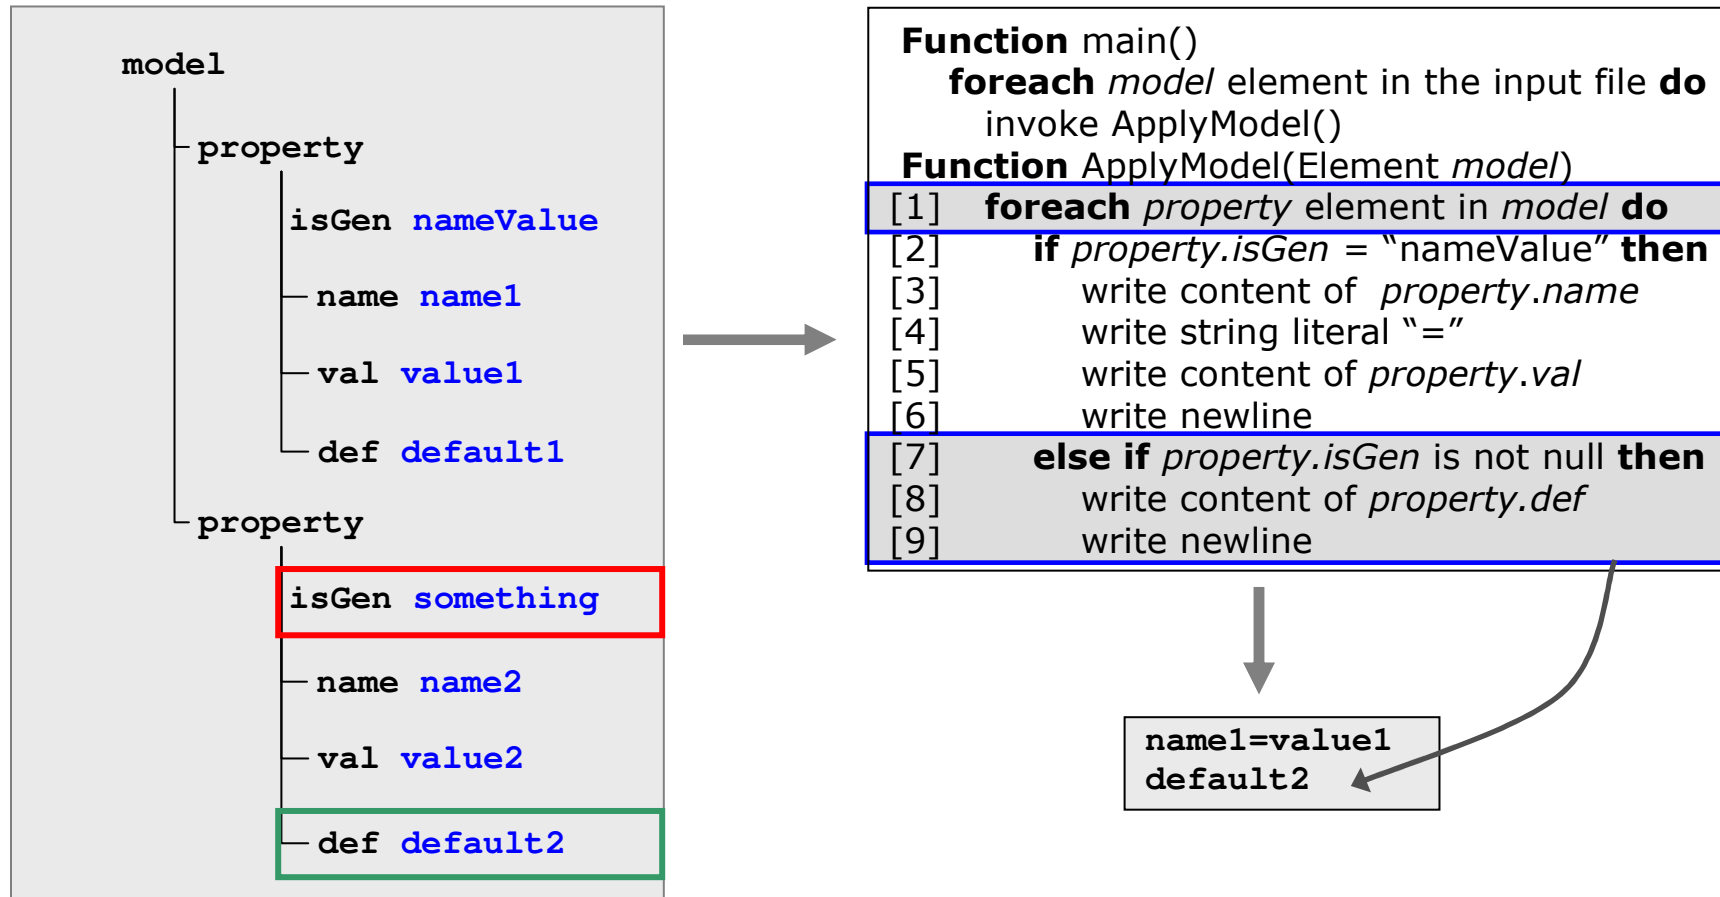 model
property
isGen nameValue
name name1
val value1
def default1
property
isGen something
name name2
val value2
def default2
Function main()
foreach model element in the input file do
invoke ApplyModel()
Function ApplyModel(Element model)
[1] foreach property element in model do
[2] if property.isGen = “nameValue” then
[3] write content of property.name
[4] write string literal “=”
[5] write content of property.val
[6] write newline
[7] else if property.isGen is not null then
[8] write content of property.def
[9] write newline
name1=value1
default2